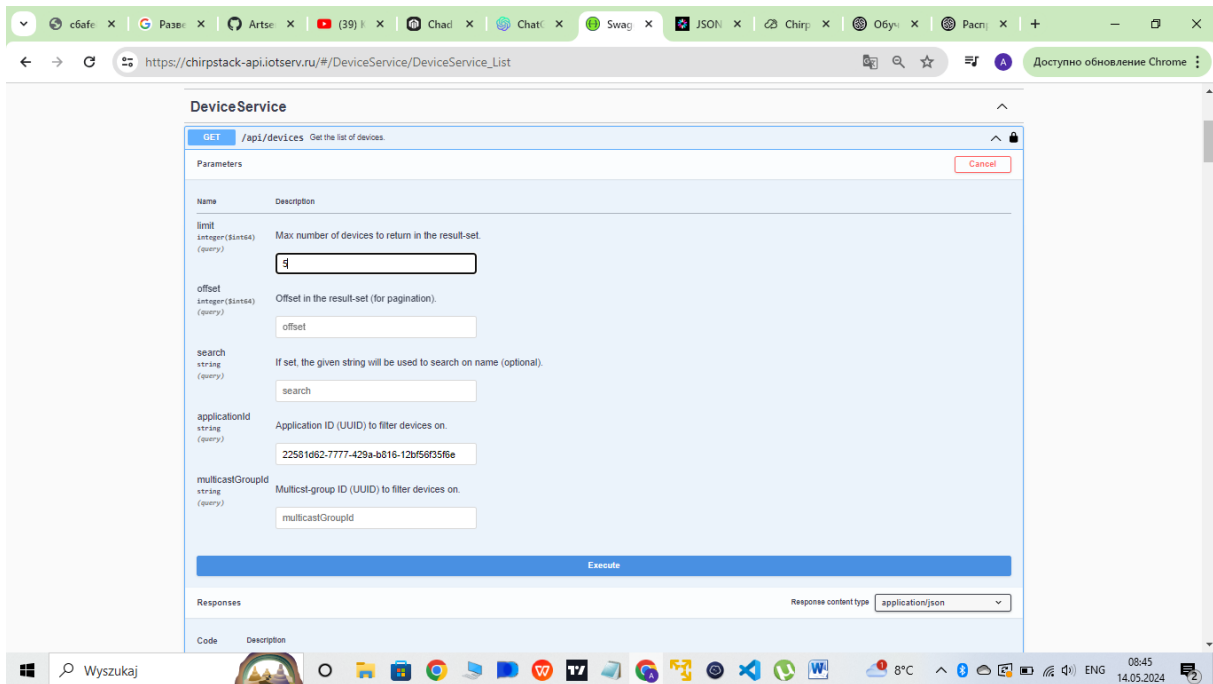 сбafe
Разве
Artse
(39) I
Chad
Chat(
Swag
JSON
Chirp
Обуч
Расп
https://chirpstack-api.iotserv.ru/#/DeviceService/DeviceService_List
A
Доступно обновление Chrome
DeviceService
GET /api/devices Get the list of devices.
Parameters
Cancel
Name Description
limit
integer($int64)
(query)
Max number of devices to return in the result-set.
5
offset
integer($int64)
(query)
Offset in the result-set (for pagination).
offset
search
string
(query)
If set, the given string will be used to search on name (optional).
search
applicationId
string
(query)
Application ID (UUID) to filter devices on.
22581d62-7777-429a-b816-12bf56f35f6e
multicastGroupId
string
(query)
Multicst-group ID (UUID) to filter devices on.
multicastGroupId
Execute
Responses
Response content type application/json
Code Description
Wyszukaj
1
8°C
ENG
08:45
14.05.2024
2